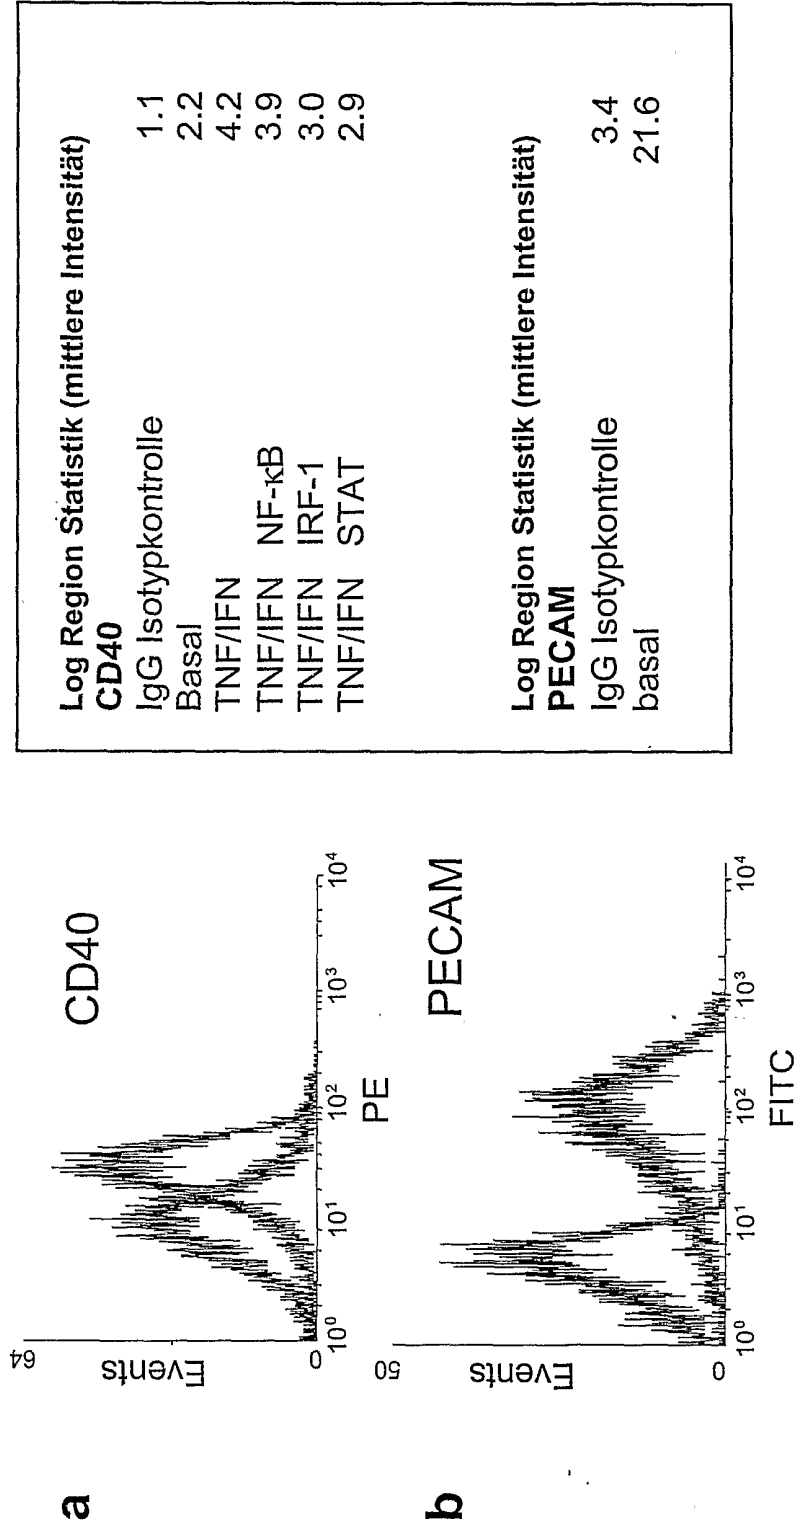 a
64
Events
0
10⁰ 10¹ 10² 10³ 10⁴
PE
CD40
b
50
Events
0
10⁰ 10¹ 10² 10³ 10⁴
FITC
PECAM
Log Region Statistik (mittlere Intensität)
CD40
IgG Isotypkontrolle 1.1
Basal 2.2
TNF/IFN 4.2
TNF/IFN NF-κB 3.9
TNF/IFN IRF-1 3.0
TNF/IFN STAT 2.9
Log Region Statistik (mittlere Intensität)
PECAM
IgG Isotypkontrolle 3.4
basal 21.6